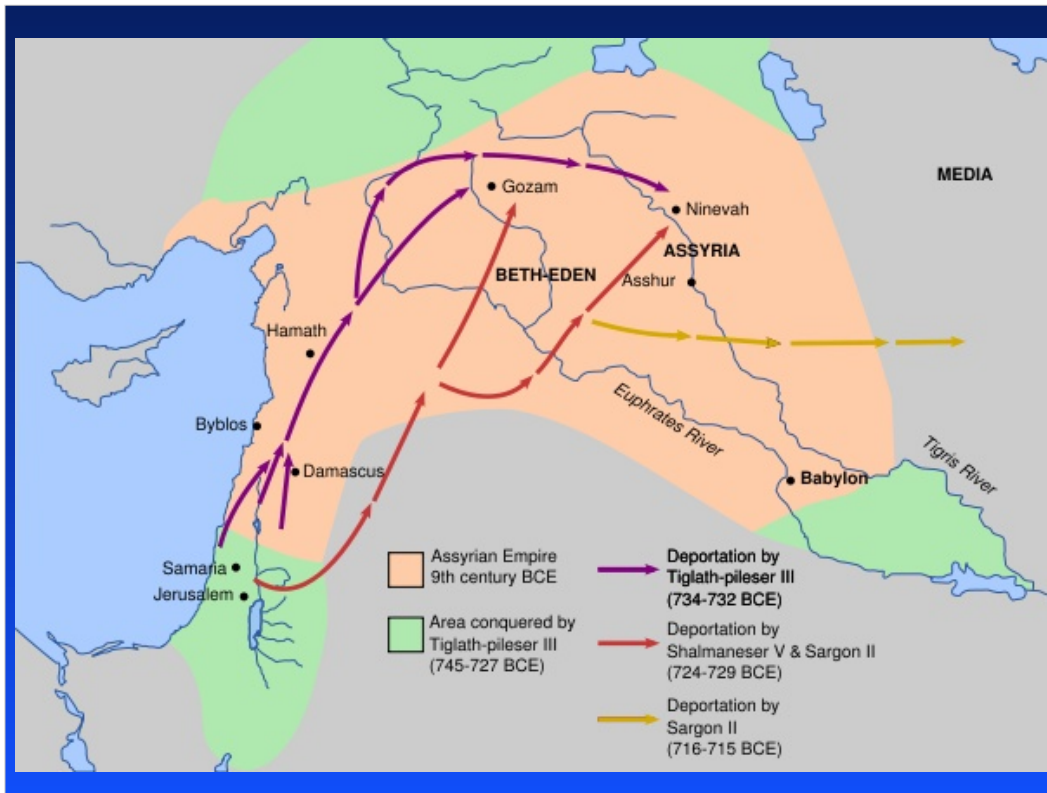 MEDIA
Gozam
Ninevah
ASSYRIA
BETH-EDEN
Asshur
Hamath
Byblos
Euphrates River
Damascus
Babylon
Tigris River
Samaria
Jerusalem
Assyrian Empire
9th century BCE
Area conquered by
Tiglath-pileser III
(745-727 BCE)
Deportation by
Tiglath-pileser III
(734-732 BCE)
Deportation by
Shalmaneser V & Sargon II
(724-729 BCE)
Deportation by
Sargon II
(716-715 BCE)